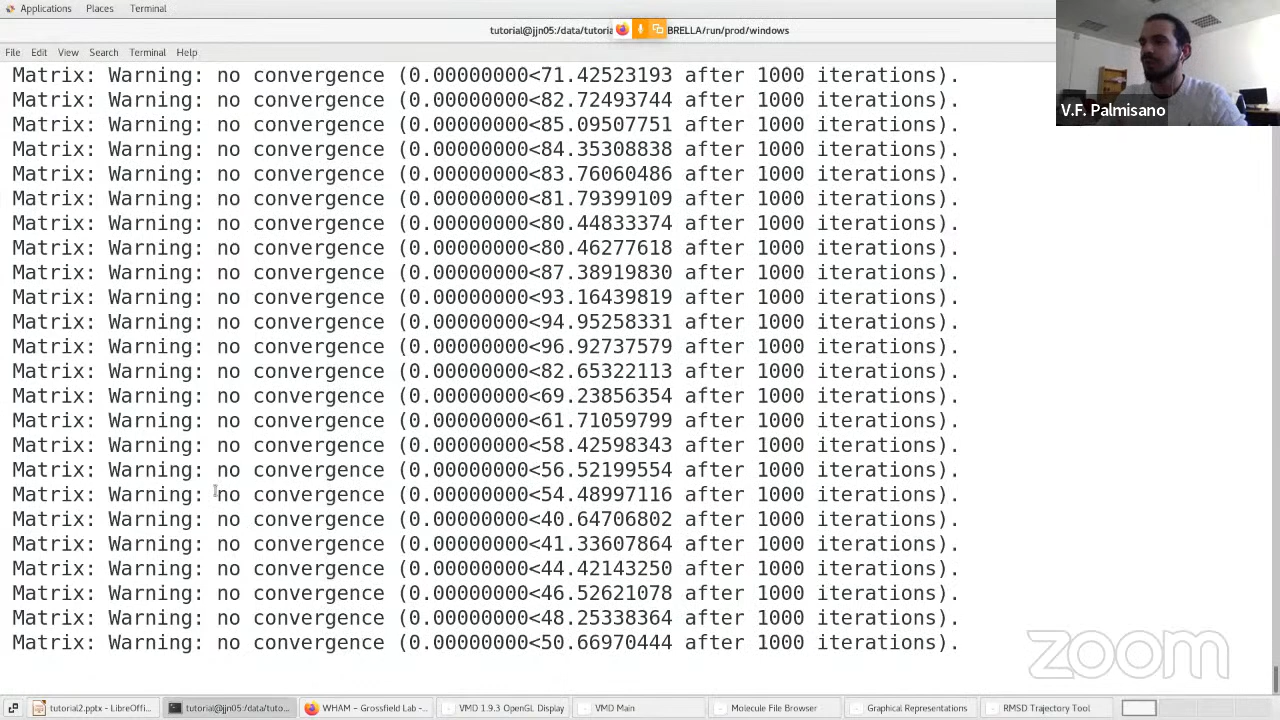 Applications Places Terminal
tutorial@jjn05:/data/tutoria BRELLA/run/prod/windows
File Edit View Search Terminal Help
Matrix: Warning: no convergence (0.00000000<71.42523193 after 1000 iterations).
Matrix: Warning: no convergence (0.00000000<82.72493744 after 1000 iterations).
Matrix: Warning: no convergence (0.00000000<85.09507751 after 1000 iterations).
Matrix: Warning: no convergence (0.00000000<84.35308838 after 1000 iterations).
Matrix: Warning: no convergence (0.00000000<83.76060486 after 1000 iterations).
Matrix: Warning: no convergence (0.00000000<81.79399109 after 1000 iterations).
Matrix: Warning: no convergence (0.00000000<80.44833374 after 1000 iterations).
Matrix: Warning: no convergence (0.00000000<80.46277618 after 1000 iterations).
Matrix: Warning: no convergence (0.00000000<87.38919830 after 1000 iterations).
Matrix: Warning: no convergence (0.00000000<93.16439819 after 1000 iterations).
Matrix: Warning: no convergence (0.00000000<94.95258331 after 1000 iterations).
Matrix: Warning: no convergence (0.00000000<96.92737579 after 1000 iterations).
Matrix: Warning: no convergence (0.00000000<82.65322113 after 1000 iterations).
Matrix: Warning: no convergence (0.00000000<69.23856354 after 1000 iterations).
Matrix: Warning: no convergence (0.00000000<61.71059799 after 1000 iterations).
Matrix: Warning: no convergence (0.00000000<58.42598343 after 1000 iterations).
Matrix: Warning: no convergence (0.00000000<56.52199554 after 1000 iterations).
Matrix: Warning: no convergence (0.00000000<54.48997116 after 1000 iterations).
Matrix: Warning: no convergence (0.00000000<40.64706802 after 1000 iterations).
Matrix: Warning: no convergence (0.00000000<41.33607864 after 1000 iterations).
Matrix: Warning: no convergence (0.00000000<44.42143250 after 1000 iterations).
Matrix: Warning: no convergence (0.00000000<46.52621078 after 1000 iterations).
Matrix: Warning: no convergence (0.00000000<48.25338364 after 1000 iterations).
Matrix: Warning: no convergence (0.00000000<50.66970444 after 1000 iterations).
V.F. Palmisano
zoom
tutorial2.pptx - LibreOffi... tutorial@jjn05:/data/tuto... WHAM – Grossfield Lab -... VMD 1.9.3 OpenGL Display VMD Main Molecule File Browser Graphical Representations RMSD Trajectory Tool